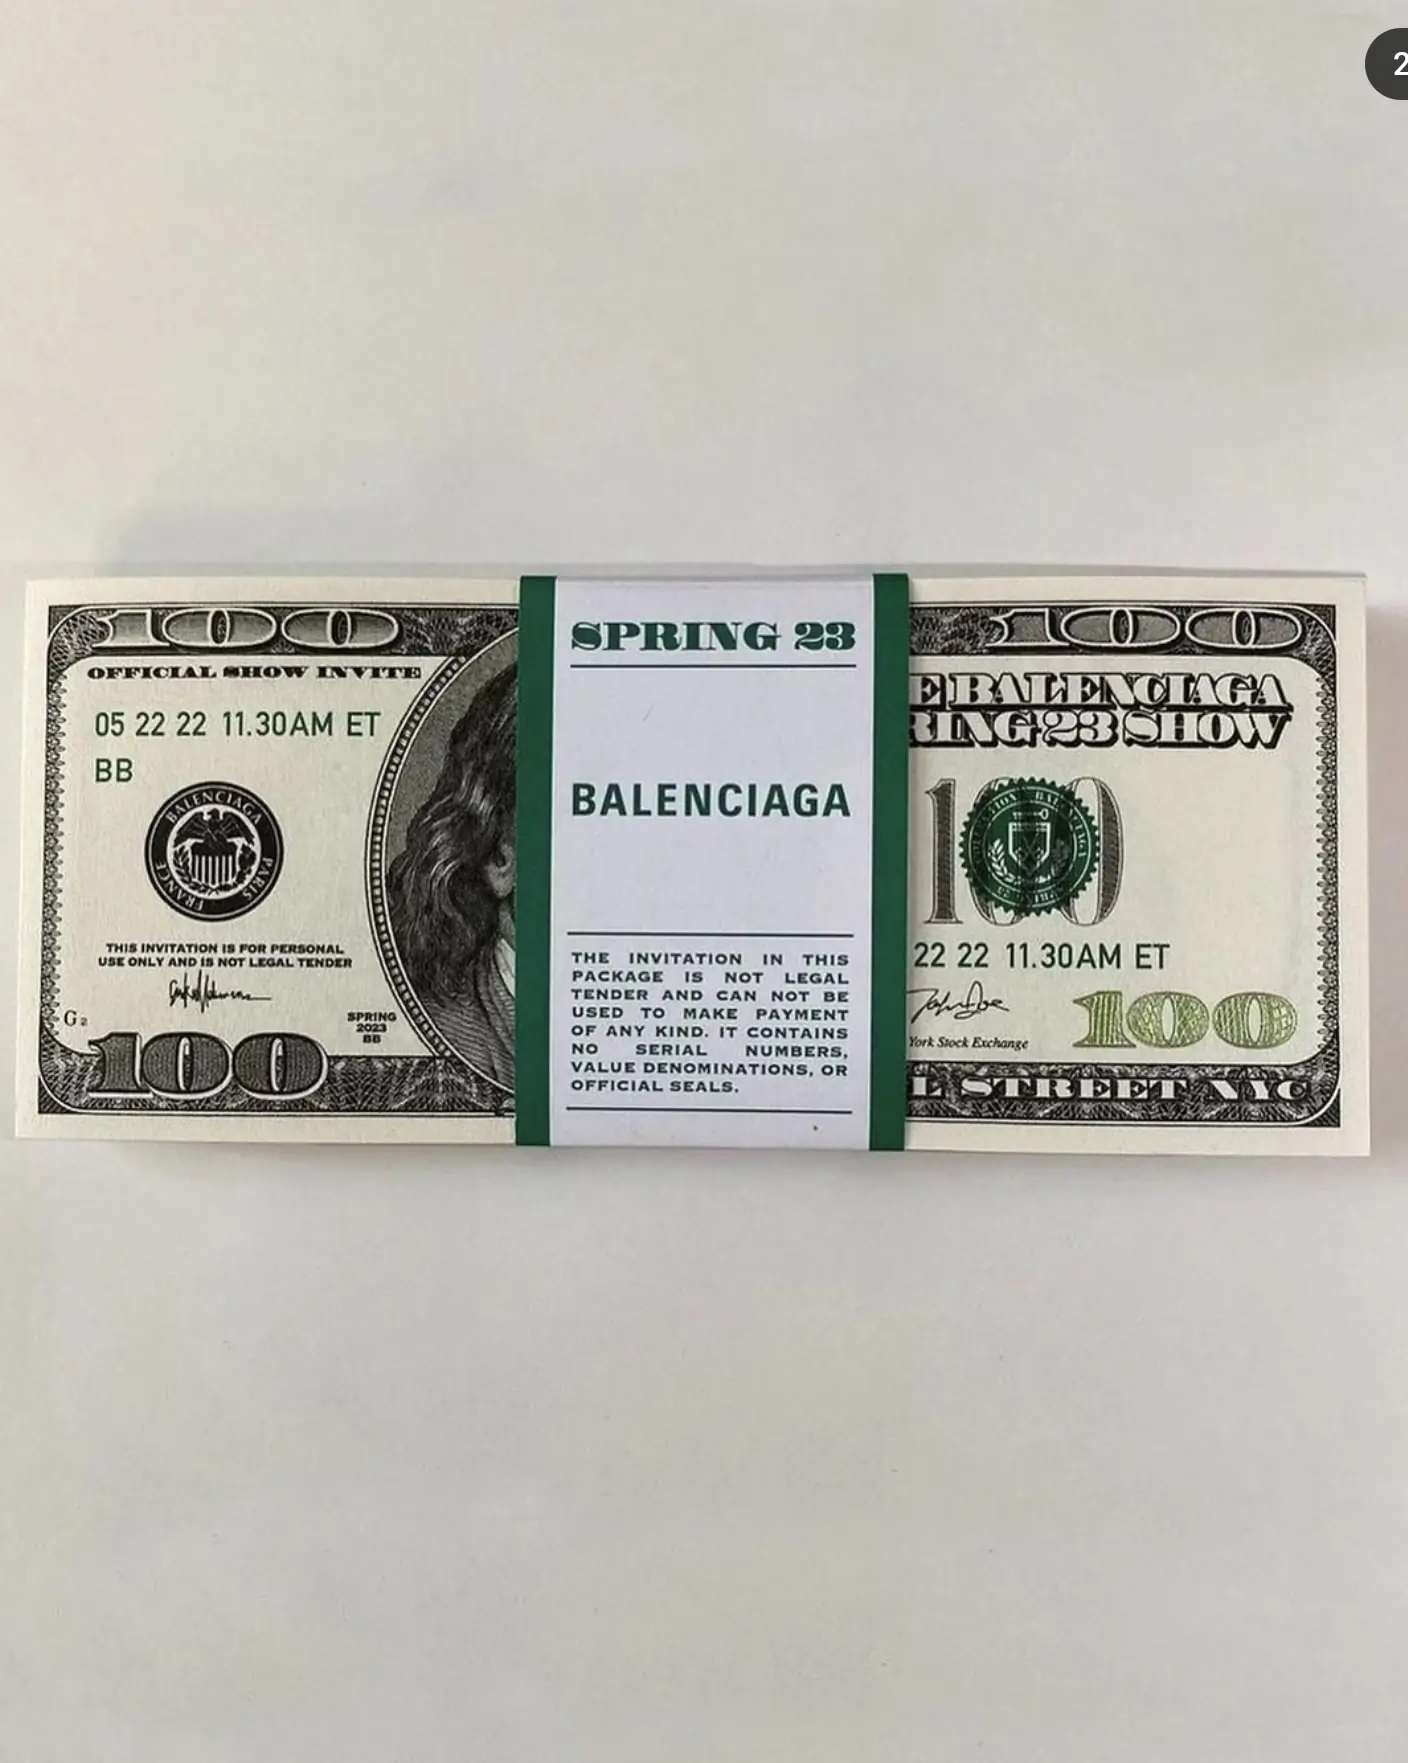 2
100
OFFICIAL SHOW INVITE
05 22 22 11.30AM ET
BB
BALENCIAGA
PARIS
FRANCE
THIS INVITATION IS FOR PERSONAL
USE ONLY AND IS NOT LEGAL TENDER
G2
SPRING
2023
BB
100
SPRING 23
BALENCIAGA
THE INVITATION IN THIS
PACKAGE IS NOT LEGAL
TENDER AND CAN NOT BE
USED TO MAKE PAYMENT
OF ANY KIND. IT CONTAINS
NO SERIAL NUMBERS,
VALUE DENOMINATIONS, OR
OFFICIAL SEALS.
100
E BALENCIAGA
RING 23 SHOW
100
22 22 11.30AM ET
John Doe
York Stock Exchange
100
L STREET NYC